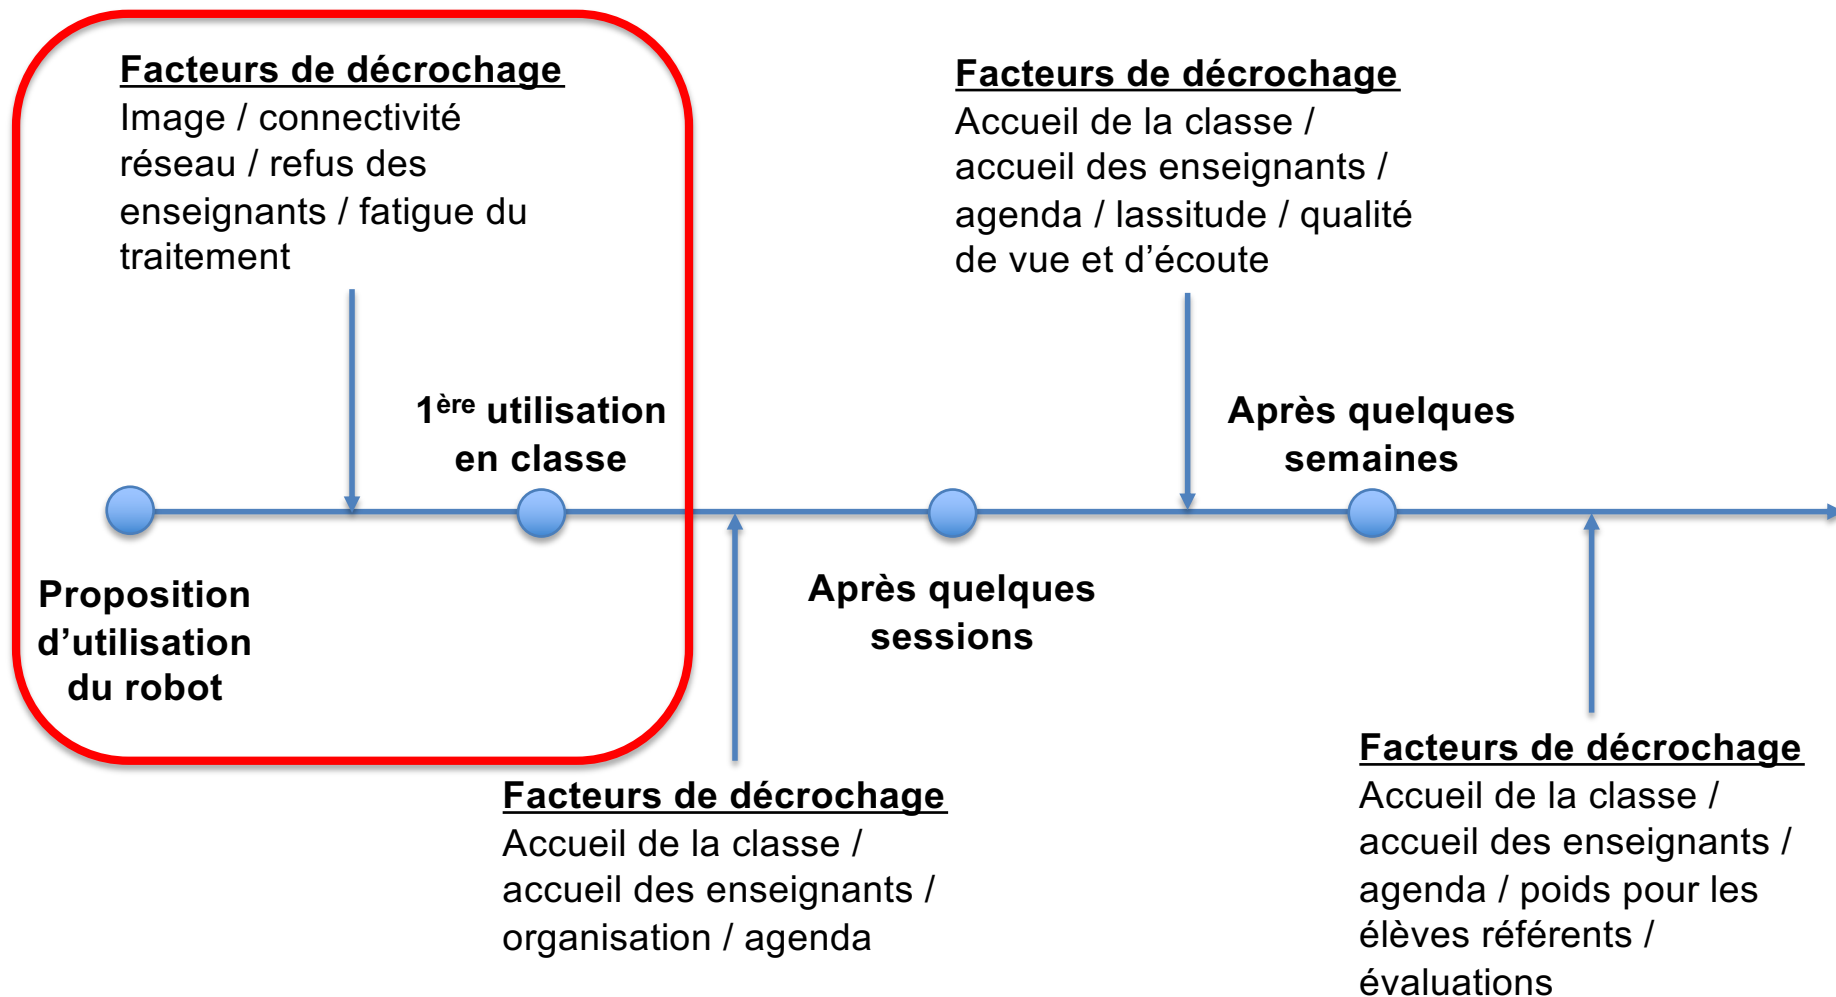 Facteurs de décrochage
Image / connectivité
réseau / refus des
enseignants / fatigue du
traitement
Facteurs de décrochage
Accueil de la classe /
accueil des enseignants /
agenda / lassitude / qualité
de vue et d’écoute
1ère utilisation
en classe
Après quelques
semaines
Proposition
d’utilisation
du robot
Après quelques
sessions
Facteurs de décrochage
Accueil de la classe /
accueil des enseignants /
organisation / agenda
Facteurs de décrochage
Accueil de la classe /
accueil des enseignants /
agenda / poids pour les
élèves référents /
évaluations